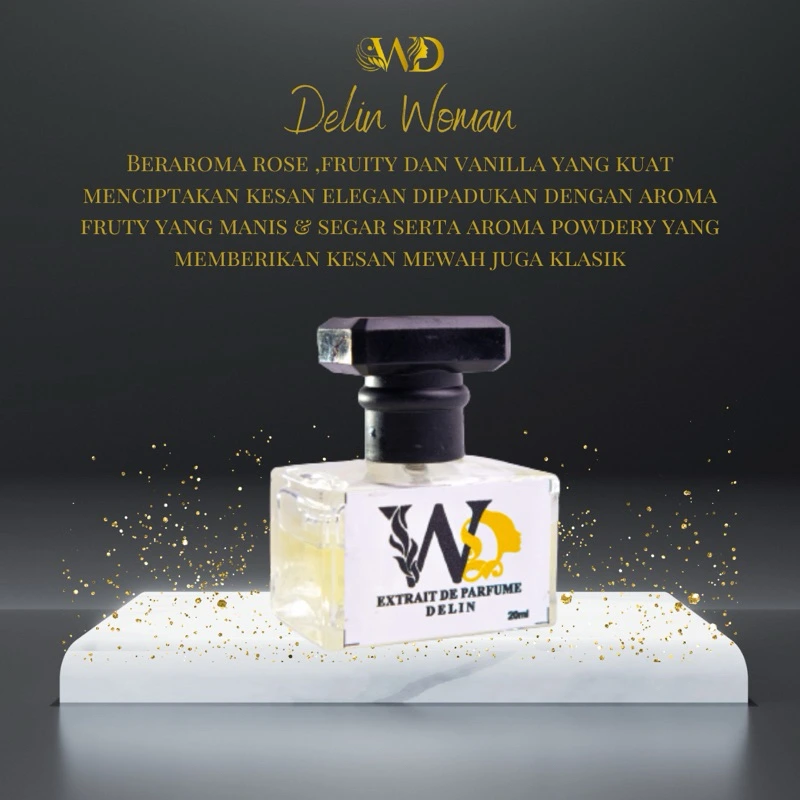 WD
Delin Woman
BERAROMA ROSE ,FRUITY DAN VANILLA YANG KUAT
MENCIPTAKAN KESAN ELEGAN DIPADUKAN DENGAN AROMA
FRUTY YANG MANIS & SEGAR SERTA AROMA POWDERY YANG
MEMBERIKAN KESAN MEWAH JUGA KLASIK
WD
EXTRAIT DE PARFUME
DELIN
20ml